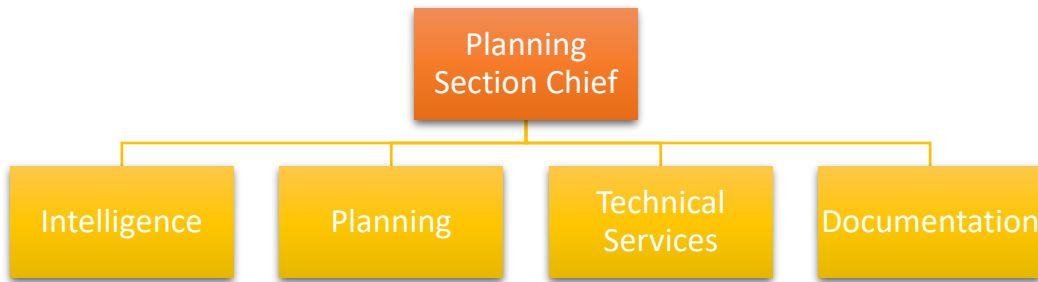 Planning
Section Chief
Intelligence
Planning
Technical
Services
Documentation